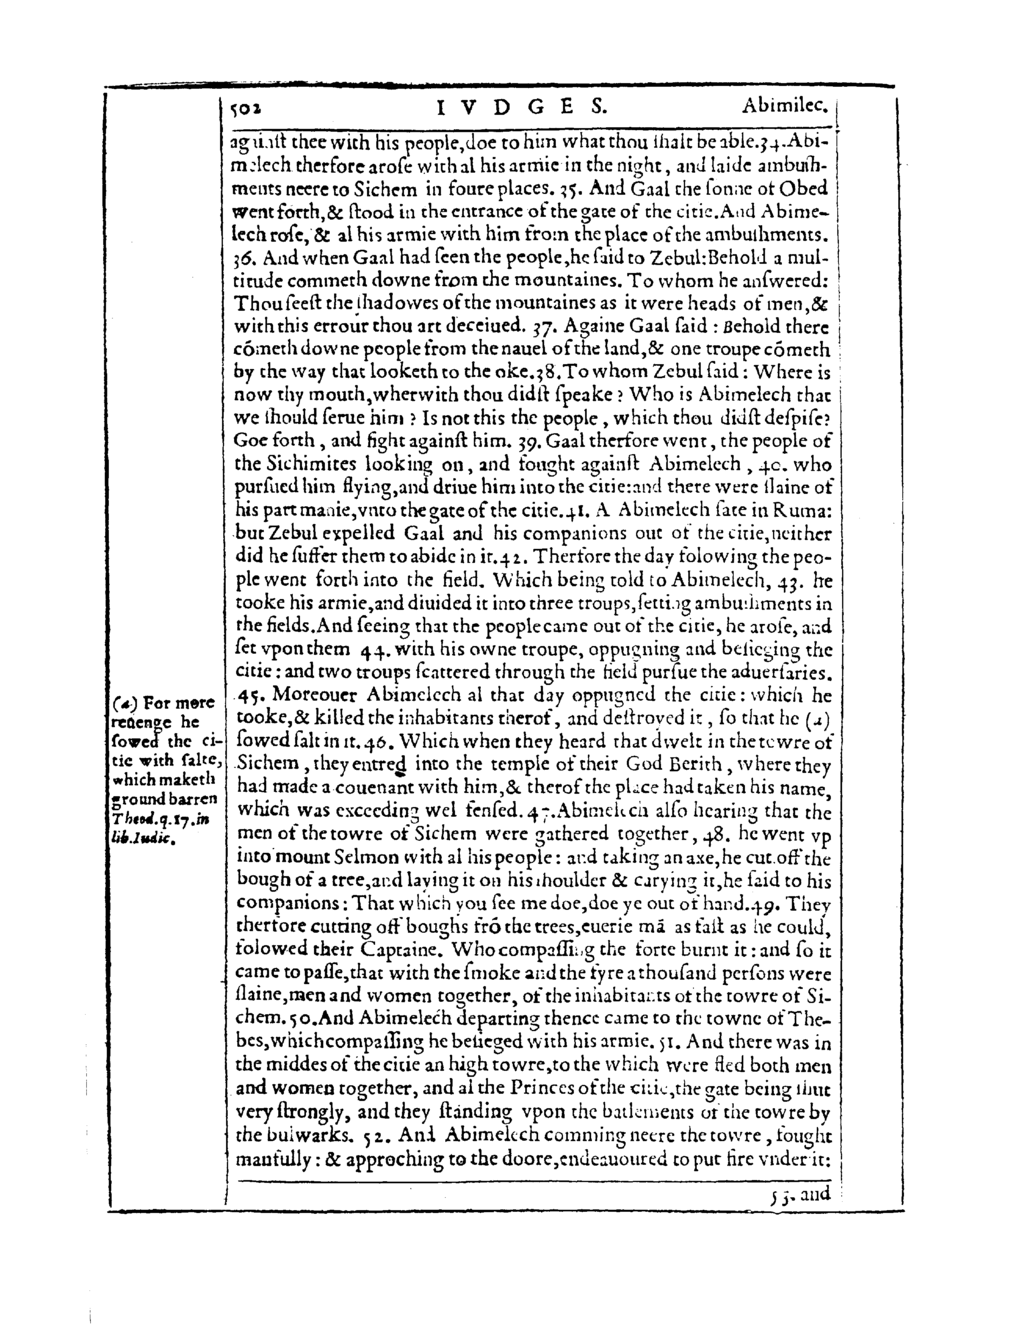 502 I V D G E S. Abimilec.
againſt thee with his people,doe to him what thou ſhalt be able.34.Abi-
melech therfore aroſe with al his armie in the night, and laide ambuſh-
ments neere to Sichem in foure places. 35. And Gaal the ſonne of Obed
went forth,& ſtood in the entrance of the gate of the citie.And Abime-
lech roſe, & al his armie with him from the place of the ambuſhments.
36. And when Gaal had ſeen the people,he ſaid to Zebul:Behold a mul-
titude commeth downe from the mountaines. To whom he anſwered:
Thou ſeeſt the ſhadowes of the mountaines as it were heads of men,&
with this errour thou art deceiued. 37. Againe Gaal ſaid : Behold there
cõmeth downe people from the nauel of the land,& one troupe cõmeth
by the way that looketh to the oke.38.To whom Zebul ſaid : Where is
now thy mouth,wherwith thou didſt ſpeake ? Who is Abimelech that
we ſhould ſerue him ? Is not this the people , which thou didſt deſpiſe?
Goe forth , and fight againſt him. 39. Gaal therfore went, the people of
the Sichimites looking on, and fought againſt Abimelech , 40. who
purſued him flying,and driue him into the citie:and there were ſlaine of
his part manie,vnto the gate of the citie.41. A Abimelech ſate in Ruma:
but Zebul expelled Gaal and his companions out of the citie,neither
did he ſuffer them to abide in it.42. Therfore the day folowing the peo-
ple went forth into the field. Which being told to Abimelech, 43. he
tooke his armie,and diuided it into three troups,ſetting ambuſhments in
the fields.And ſeeing that the people came out of the citie, he aroſe, and
ſet vpon them 44. with his owne troupe, oppugning and beſieging the
citie : and two troups ſcattered through the field purſue the aduerſaries.
45. Moreouer Abimelech al that day oppugned the citie : which he
tooke,& killed the inhabitants therof, and deſtroyed it , ſo that he (a)
ſowed ſalt in it.46. Which when they heard that dwelt in the towre of
Sichem , they entred into the temple of their God Berith , where they
had made a couenant with him,& therof the place had taken his name,
which was exceeding wel fenſed. 47.Abimelech alſo hearing that the
men of the towre of Sichem were gathered together, 48. he went vp
into mount Selmon with al his people : and taking an axe,he cut off the
bough of a tree,and laying it on his ſhoulder & carying it,he ſaid to his
companions : That which you ſee me doe,doe ye out of hand.49. They
therfore cutting off boughs frõ the trees,euerie mã as faſt as he could,
folowed their Captaine. Who compaſſing the forte burnt it : and ſo it
came to paſſe,that with the ſmoke and the fyre a thouſand perſons were
ſlaine,men and women together, of the inhabitants of the towre of Si-
chem. 50.And Abimelech departing thence came to the towne of The-
bes,which compaſſing he beſieged with his armie. 51. And there was in
the middes of the citie an high towre,to the which were fled both men
and women together, and al the Princes of the citie,the gate being ſhut
very ſtrongly, and they ſtanding vpon the batlements of the towre by
the bulwarks. 52. And Abimelech comming neere the towre , fought
manfully : & approching to the doore,endeauoured to put fire vnder it:
53. and
(a) For more
reuenge he
ſowed the ci-
tie with ſalte,
which maketh
ground barren
Theod.q.17.in
lib.Iudic.